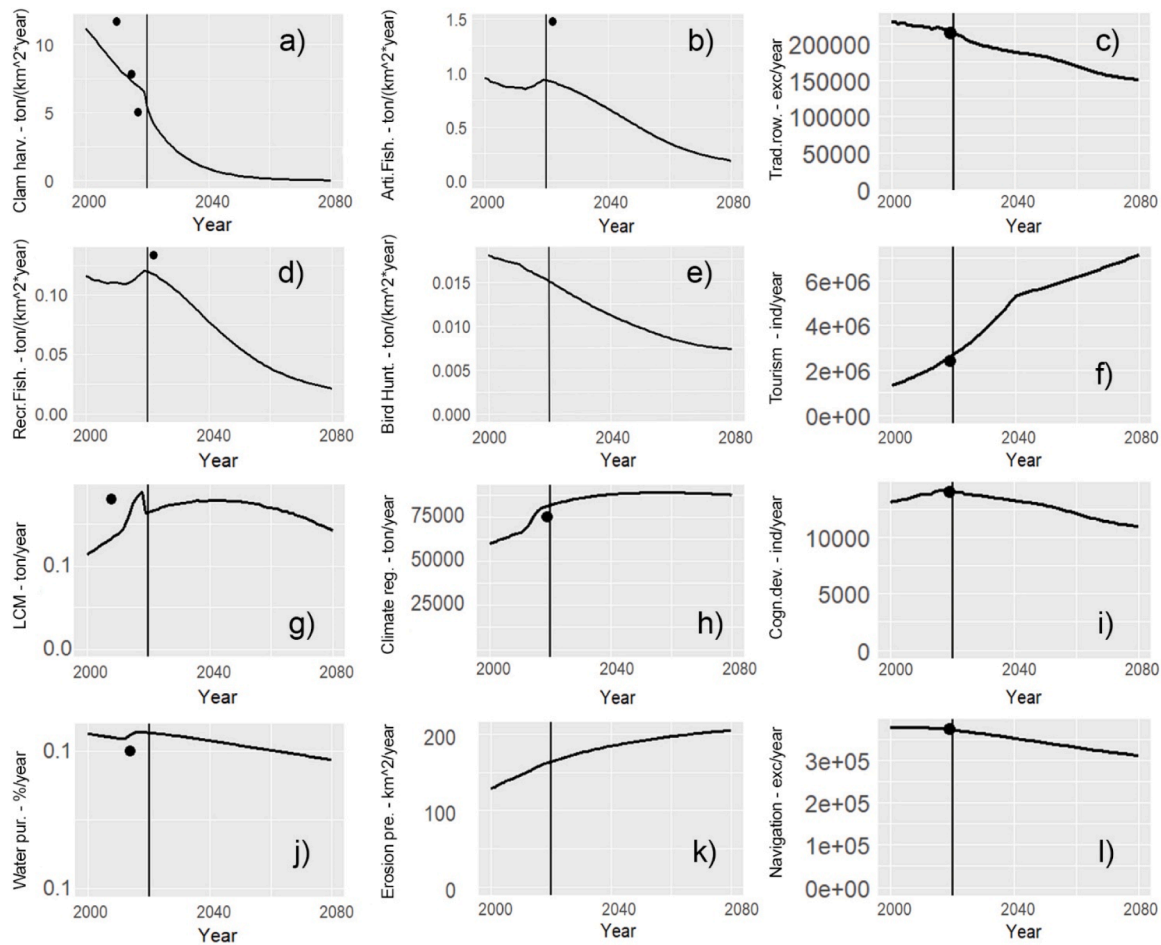 Clam harv. - ton/(km^2*year)
10
5
0
a)
2000
2040
2080
Year
Arti.Fish. - ton/(km^2*year)
1.5
1.0
0.5
0.0
b)
2000
2040
2080
Year
Trad.row. - exc/year
200000
150000
100000
50000
0
c)
2000
2040
2080
Year
Recr.Fish. - ton/(km^2*year)
0.10
0.05
0.00
d)
2000
2040
2080
Year
Bird Hunt. - ton/(km^2*year)
0.015
0.010
0.005
0.000
e)
2000
2040
2080
Year
Tourism - ind/year
6e+06
4e+06
2e+06
0e+00
f)
2000
2040
2080
Year
LCM - ton/year
0.1
0.0
g)
2000
2040
2080
Year
Climate reg. - ton/year
75000
50000
25000
h)
2000
2040
2080
Year
Cogn.dev. - ind/year
10000
5000
0
i)
2000
2040
2080
Year
Water pur. - %/year
0.1
0.1
j)
2000
2040
2080
Year
Erosion pre. - km^2/year
200
100
0
k)
2000
2040
2080
Year
Navigation - exc/year
3e+05
2e+05
1e+05
0e+00
l)
2000
2040
2080
Year